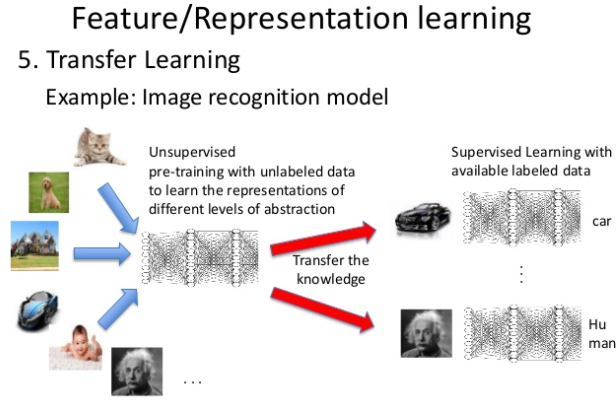 Feature/Representation learning
5. Transfer Learning
Example: Image recognition model
Unsupervised
pre-training with unlabeled data
to learn the representations of
different levels of abstraction
Supervised Learning with
available labeled data
car
Transfer the
knowledge
⋮
Hu
man
...